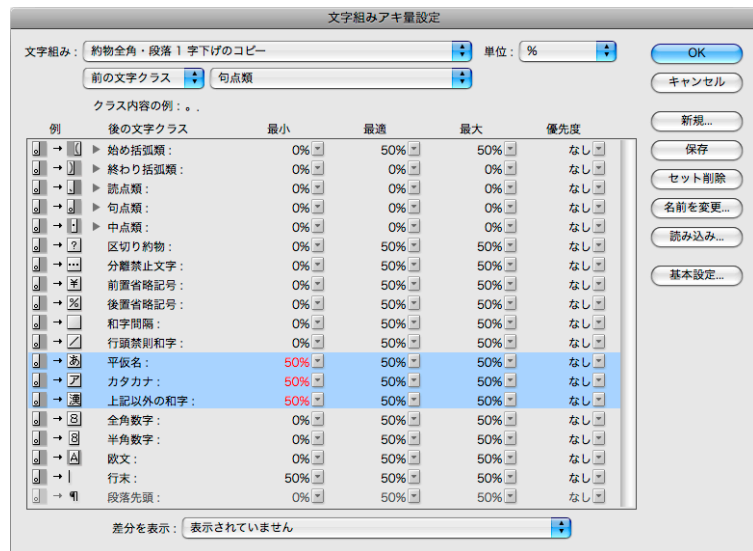 文字組みアキ量設定
文字組み： 約物全角・段落 1 字下げのコピー 単位： % OK
前の文字クラス 句点類 キャンセル
クラス内容の例：。．
新規...
例 後の文字クラス 最小 最適 最大 優先度
。 → （ ▶ 始め括弧類： 0% 50% 50% なし 保存
。 → ） ▶ 終わり括弧類： 0% 0% 0% なし
セット削除
。 → 、 ▶ 読点類： 0% 0% 0% なし
。 → 。 ▶ 句点類： 0% 0% 0% なし 名前を変更...
。 → ・ ▶ 中点類： 0% 0% 0% なし 読み込み...
。 → ? 区切り約物： 0% 50% 50% なし
。 → … 分離禁止文字： 0% 50% 50% なし 基本設定...
。 → ¥ 前置省略記号： 0% 50% 50% なし
。 → % 後置省略記号： 0% 50% 50% なし
。 → 和字間隔： 0% 50% 50% なし
。 → ／ 行頭禁則和字： 0% 50% 50% なし
。 → あ 平仮名： 50% 50% 50% なし
。 → ア カタカナ： 50% 50% 50% なし
。 → 漢 上記以外の和字： 50% 50% 50% なし
。 → 8 全角数字： 0% 50% 50% なし
。 → 8 半角数字： 0% 50% 50% なし
。 → A 欧文： 0% 50% 50% なし
。 → | 行末： 50% 50% 50% なし
。 → ¶ 段落先頭： 0% 50% 50% なし
差分を表示： 表示されていません